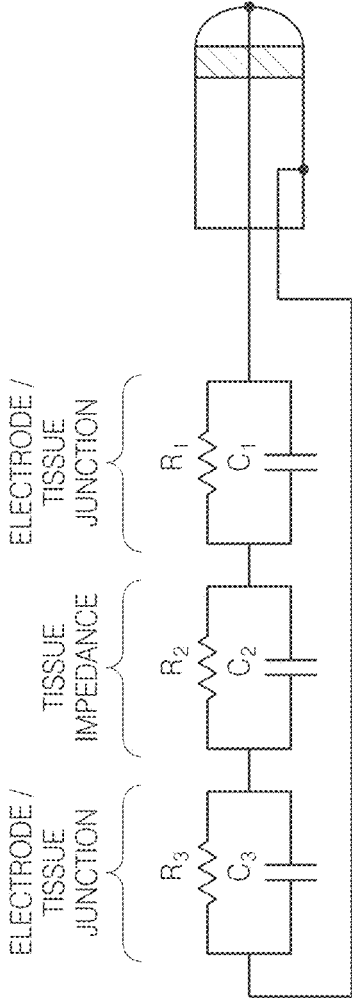 ELECTRODE /
TISSUE
JUNCTION
R₃
C₃
TISSUE
IMPEDANCE
R₂
C₂
ELECTRODE /
TISSUE
JUNCTION
R₁
C₁